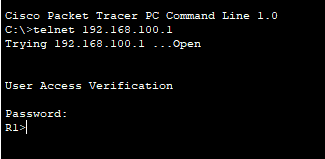 Cisco Packet Tracer PC Command Line 1.0
C:\>telnet 192.168.100.1
Trying 192.168.100.1 ...Open
User Access Verification
Password:
R1>